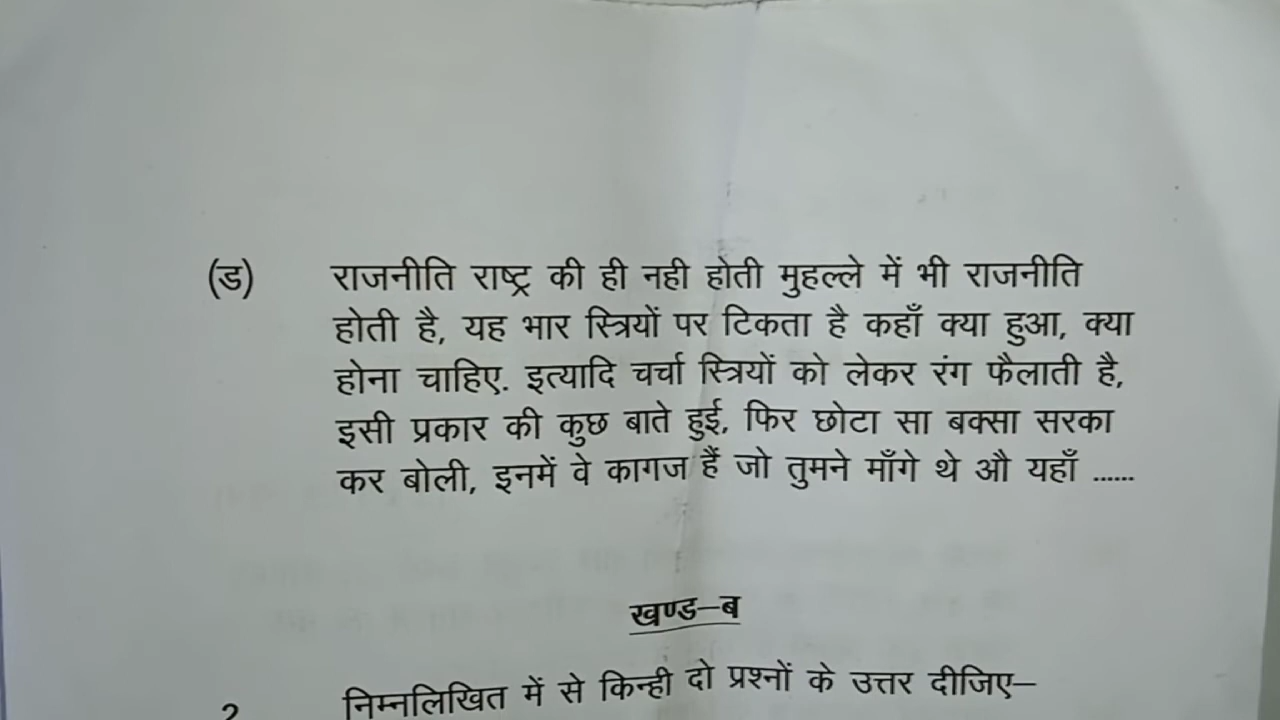 (ड) राजनीति राष्ट्र की ही नही होती मुहल्ले में भी राजनीति
होती है, यह भार स्त्रियों पर टिकता है कहाँ क्या हुआ, क्या
होना चाहिए. इत्यादि चर्चा स्त्रियों को लेकर रंग फैलाती है,
इसी प्रकार की कुछ बाते हुई, फिर छोटा सा बक्सा सरका
कर बोली, इनमें वे कागज हैं जो तुमने माँगे थे औ यहाँ ......
खण्ड–ब
2 निम्नलिखित में से किन्ही दो प्रश्नों के उत्तर दीजिए–